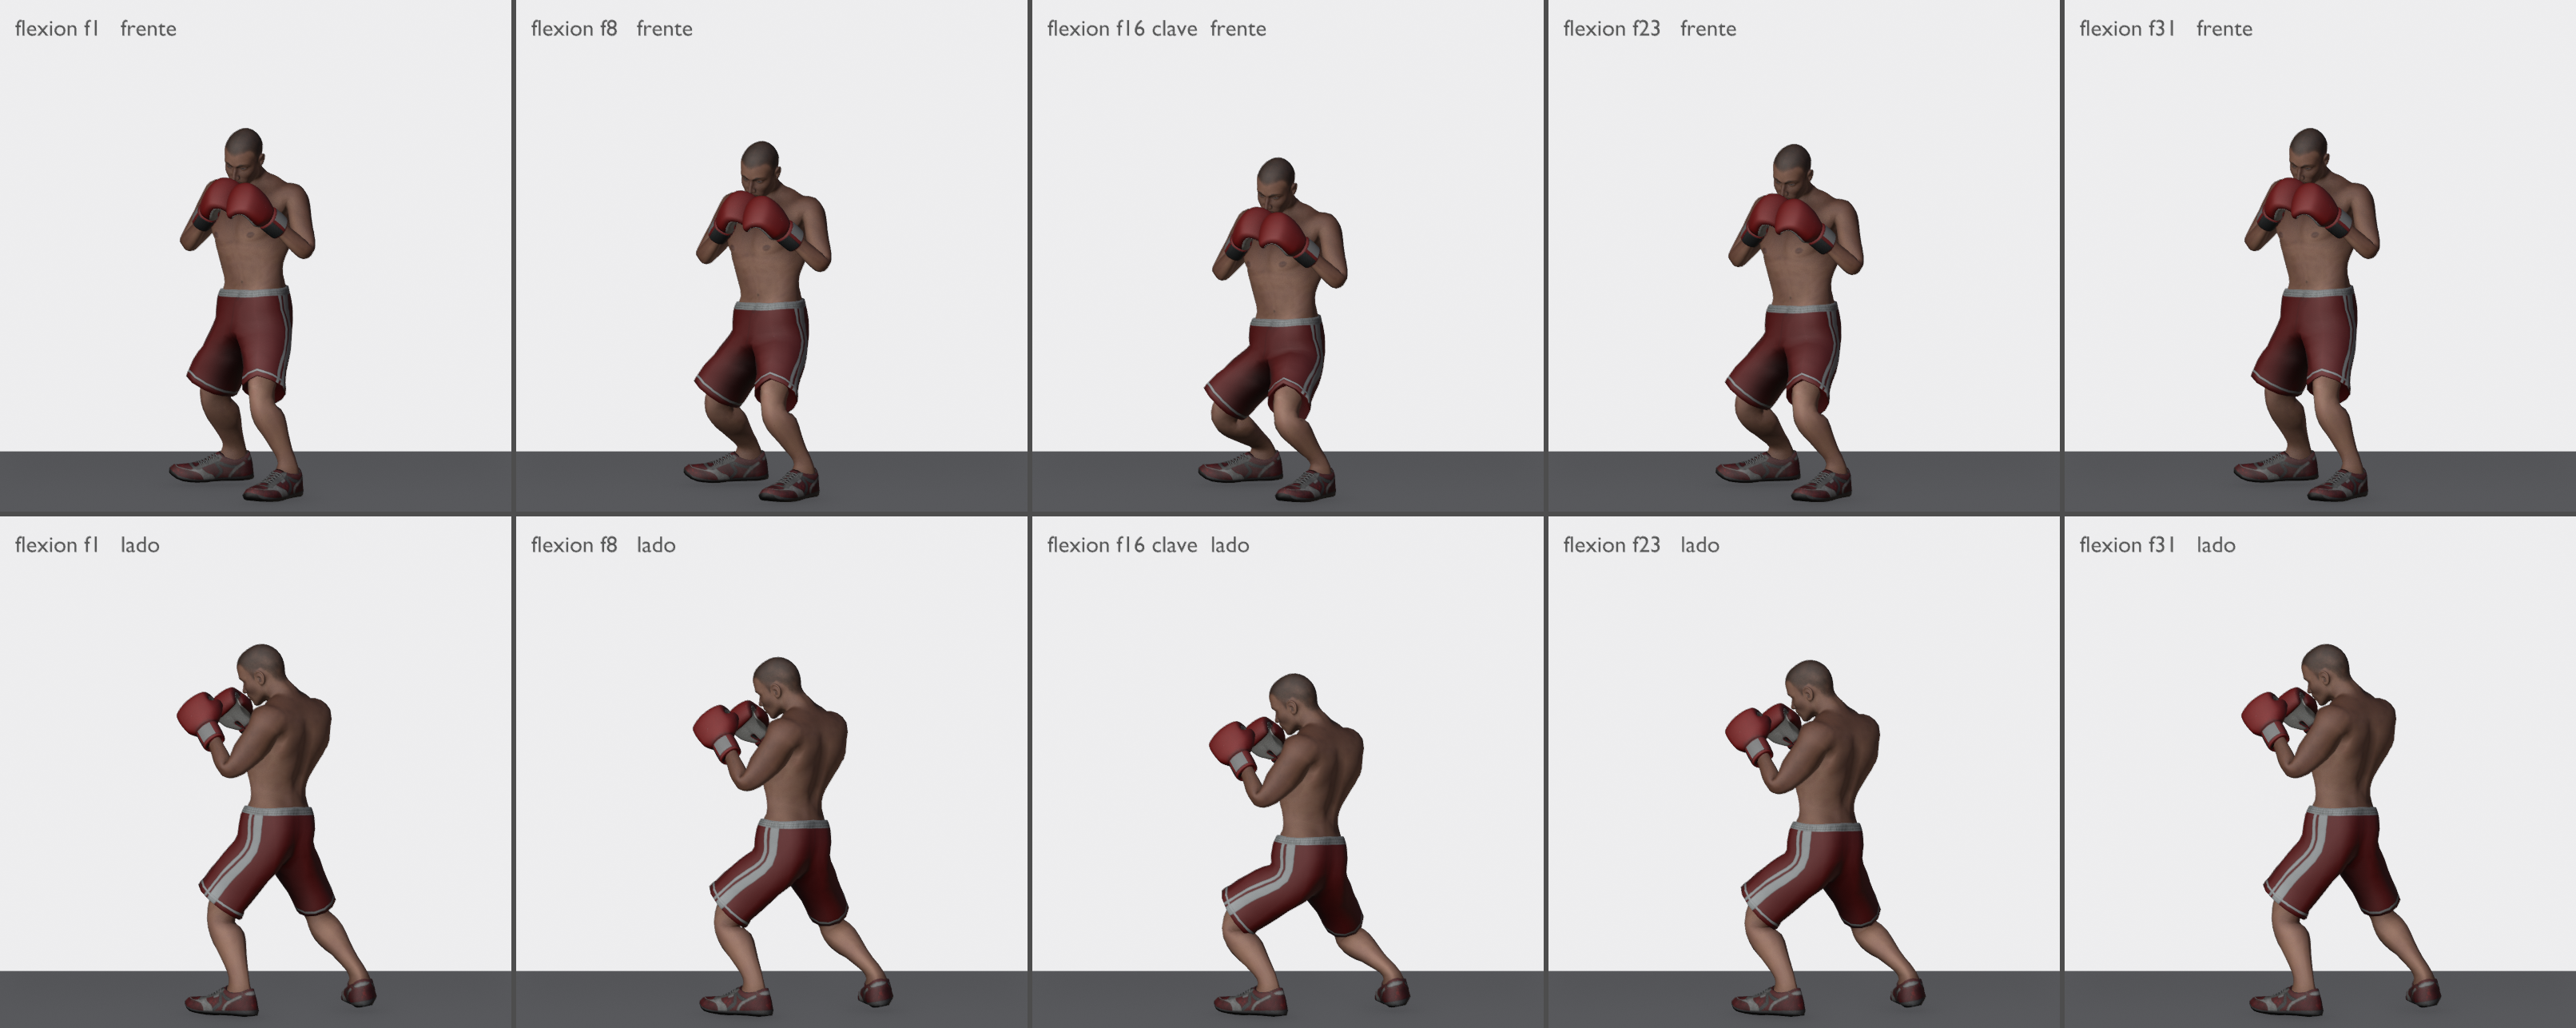 flexion f1 frente
flexion f8 frente
flexion f16 clave frente
flexion f23 frente
flexion f31 frente
flexion f1 lado
flexion f8 lado
flexion f16 clave lado
flexion f23 lado
flexion f31 lado